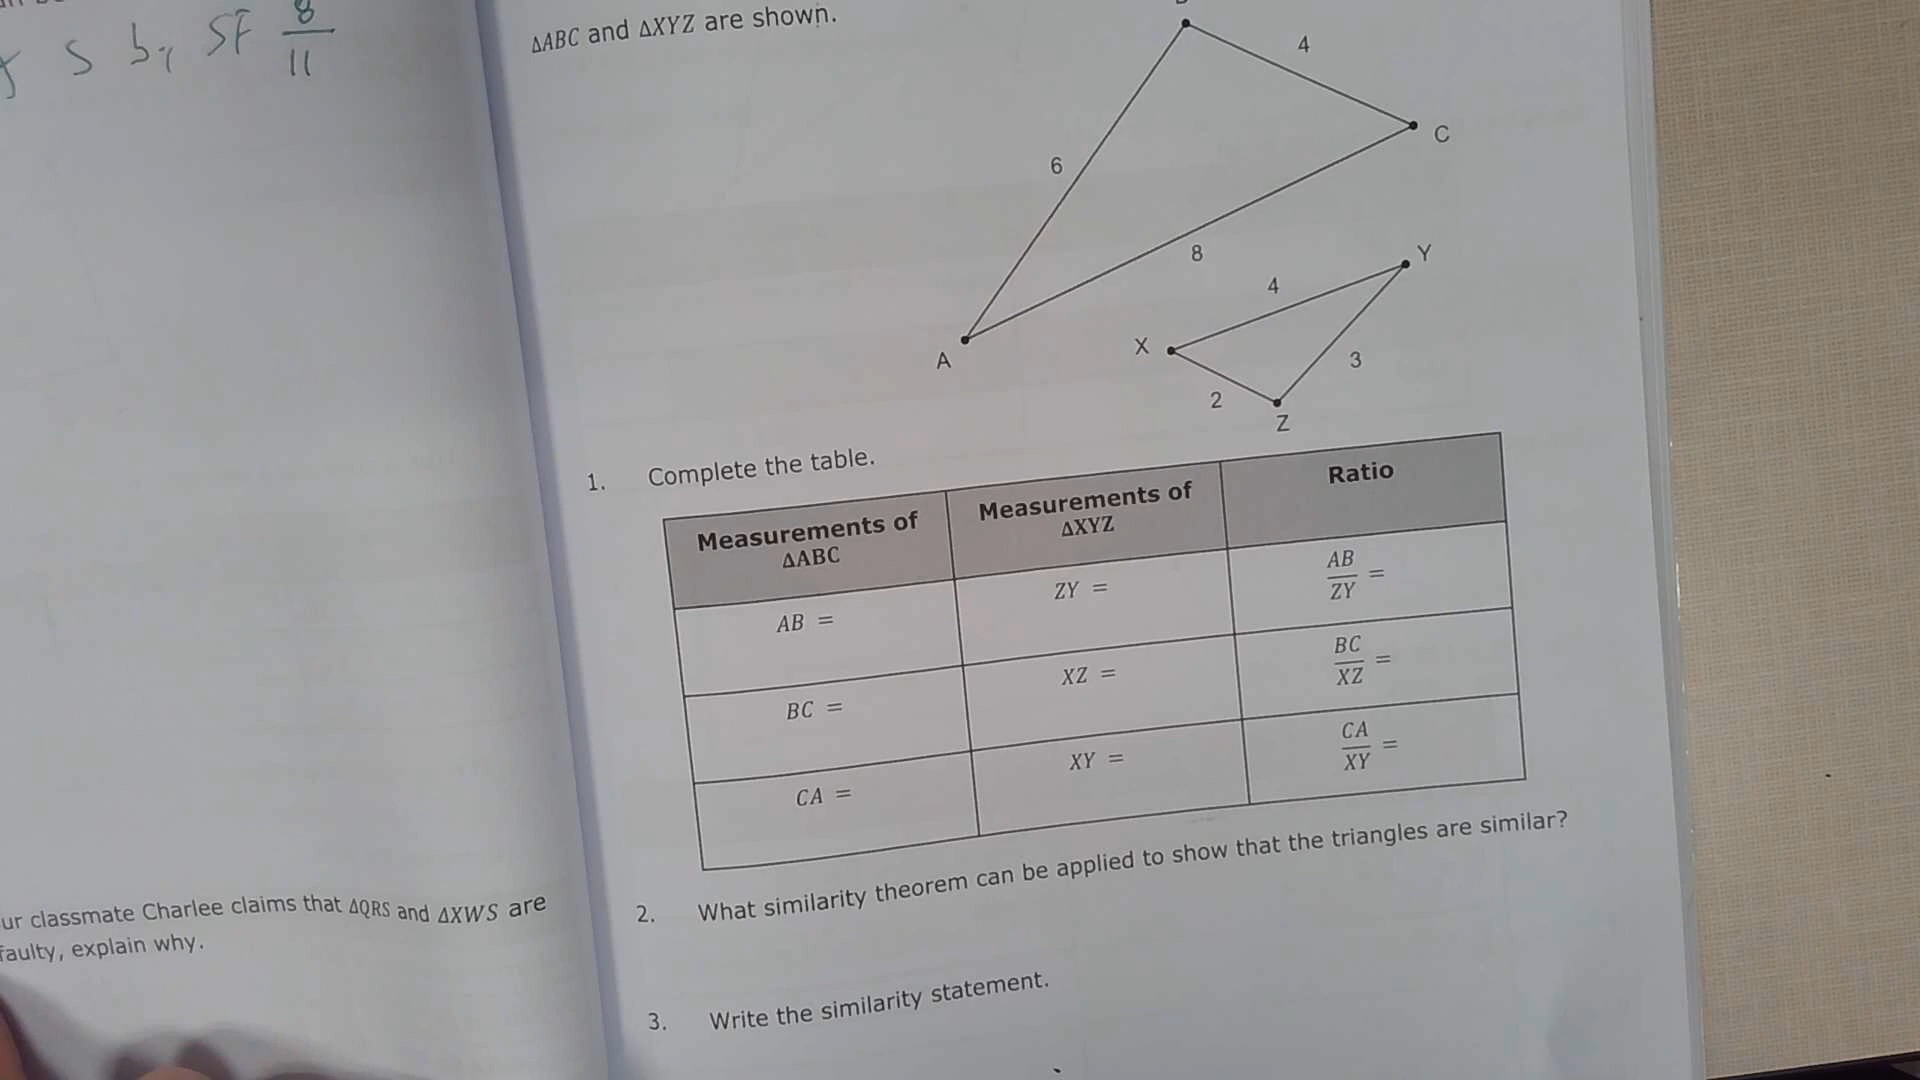 s by SF 8/11
ur classmate Charlee claims that ΔQRS and ΔXWS are
faulty, explain why.
ΔABC and ΔXYZ are shown.
4
C
6
8
A
Y
4
X
3
2
Z
1. Complete the table.
Measurements of ΔABC Measurements of ΔXYZ Ratio
AB = ZY = AB/ZY =
BC = XZ = BC/XZ =
CA = XY = CA/XY =
2. What similarity theorem can be applied to show that the triangles are similar?
3. Write the similarity statement.